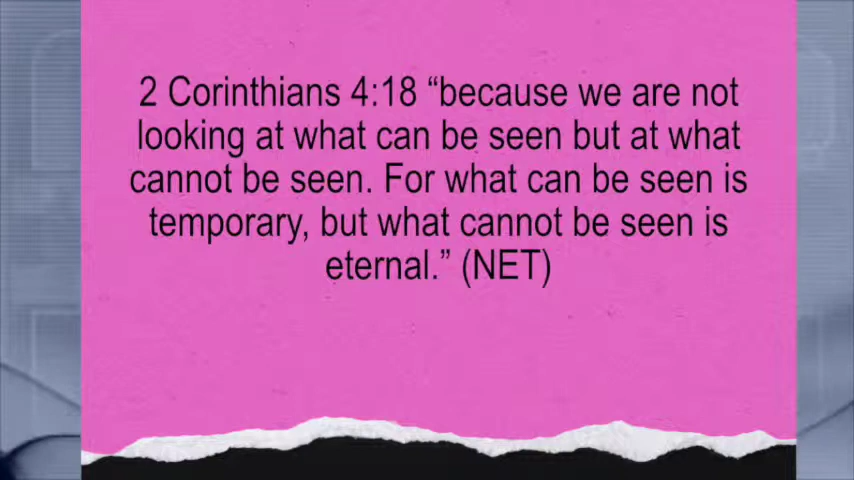 2 Corinthians 4:18 “because we are not
looking at what can be seen but at what
cannot be seen. For what can be seen is
temporary, but what cannot be seen is
eternal.” (NET)